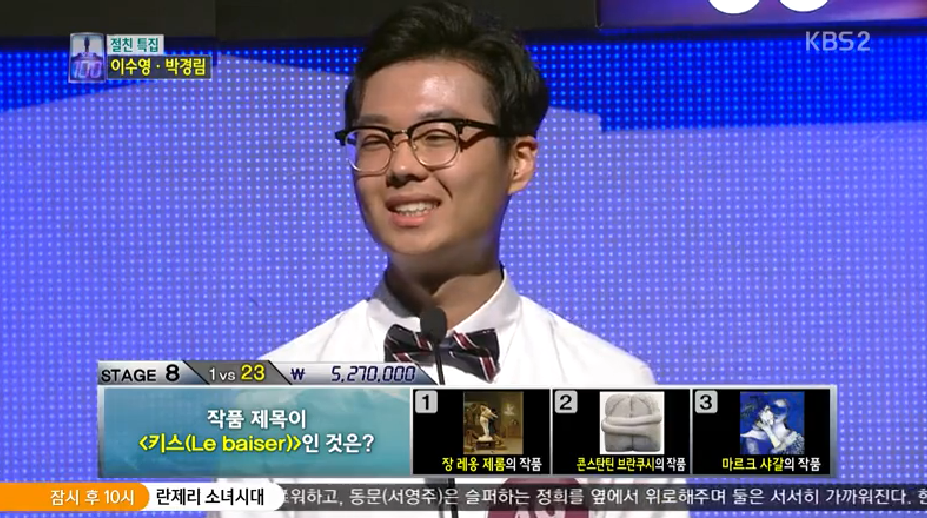 절친 특집
100
이수영·박경림
KBS2
STAGE 8
1 vs 23
₩ 5,270,000
작품 제목이
<키스(Le baiser)>인 것은?
1
장 레옹 제롬의 작품
2
콘스탄틴 브란쿠시의 작품
3
마르크 샤갈의 작품
잠시 후 10시
란제리 소녀시대
위하고, 동문(서영주)은 슬퍼하는 정희를 옆에서 위로해주며 둘은 서서히 가까워진다.